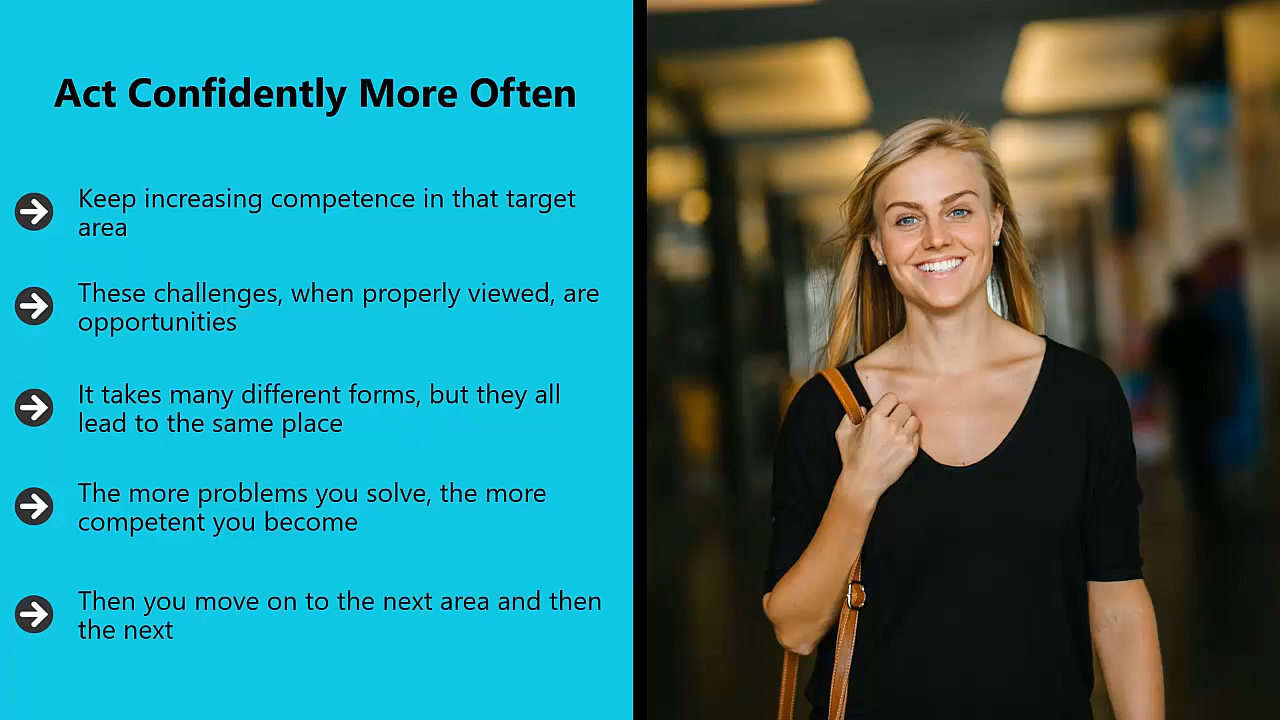 Act Confidently More Often
Keep increasing competence in that target
area
These challenges, when properly viewed, are
opportunities
It takes many different forms, but they all
lead to the same place
The more problems you solve, the more
competent you become
Then you move on to the next area and then
the next